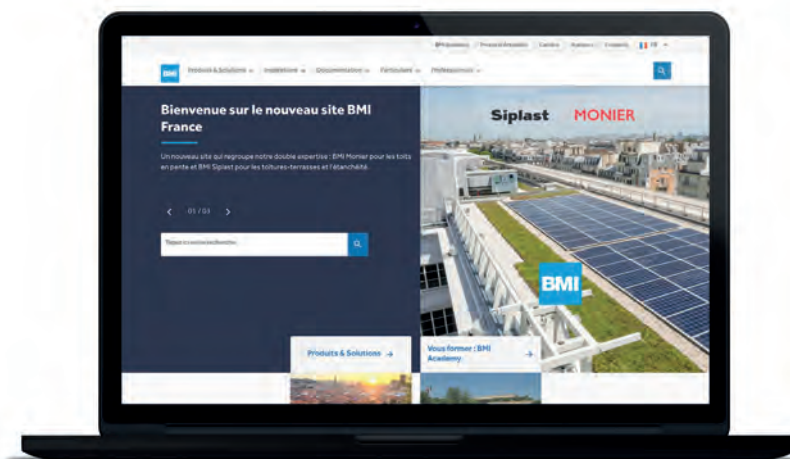 FR
BMI
Produits & Solutions
Documentation
Particuliers
Bienvenue sur le nouveau site BMI
France
Un nouveau site qui regroupe notre double expertise : BMI Monier pour les toits
en pente et BMI Siplast pour les toitures-terrasses et l'étanchéité.
01 / 03
Siplast MONIER
BMI
Produits & Solutions →
Vous former : BMI
Academy →